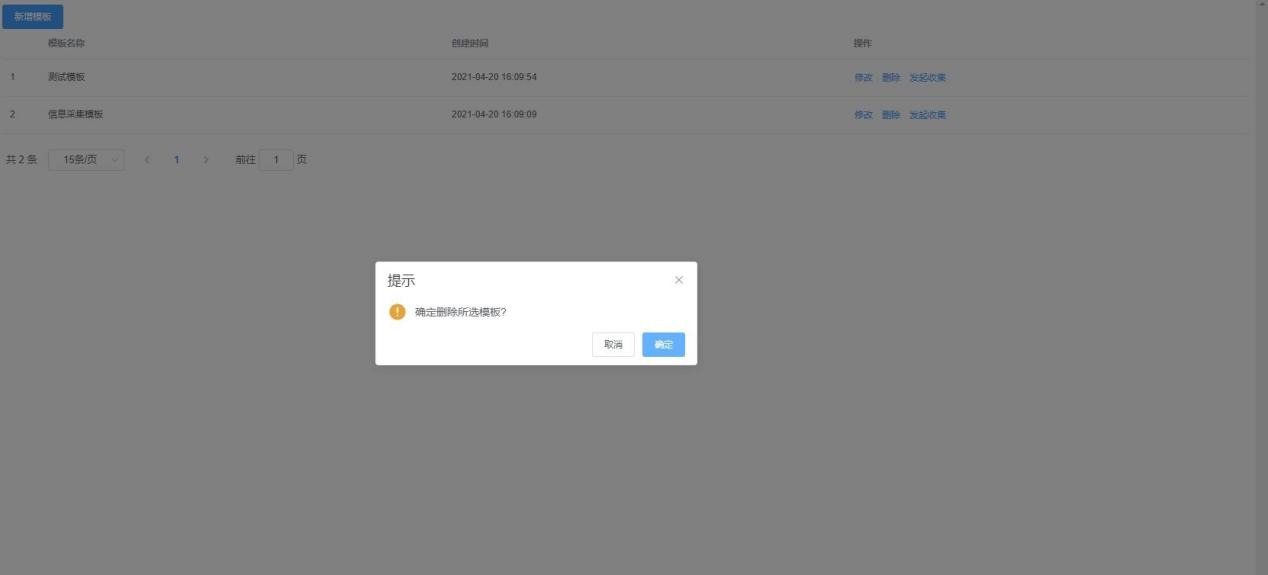 新增模板
模板名称 创建时间 操作
1 测试模板 2021-04-20 16:09:54 修改 删除 发起收集
2 信息采集模板 2021-04-20 16:09:09 修改 删除 发起收集
共 2 条 15条/页 1 前往 1 页
提示
确定删除所选模板?
取消 确定